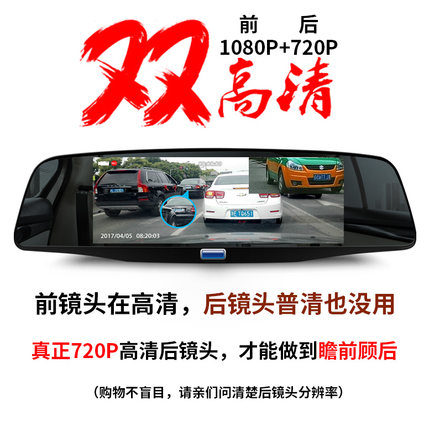 前 后
1080P+720P
双高清
2017/04/05 08:20:03
前镜头在高清，后镜头普清也没用
真正720P高清后镜头，才能做到瞻前顾后
（购物不盲目，请亲们问清楚后镜头分辨率）